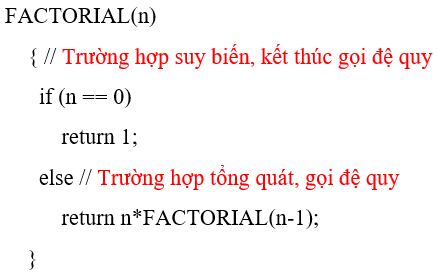 FACTORIAL(n)
{ // Trường hợp suy biến, kết thúc gọi đệ quy
if (n == 0)
return 1;
else // Trường hợp tổng quát, gọi đệ quy
return n*FACTORIAL(n-1);
}